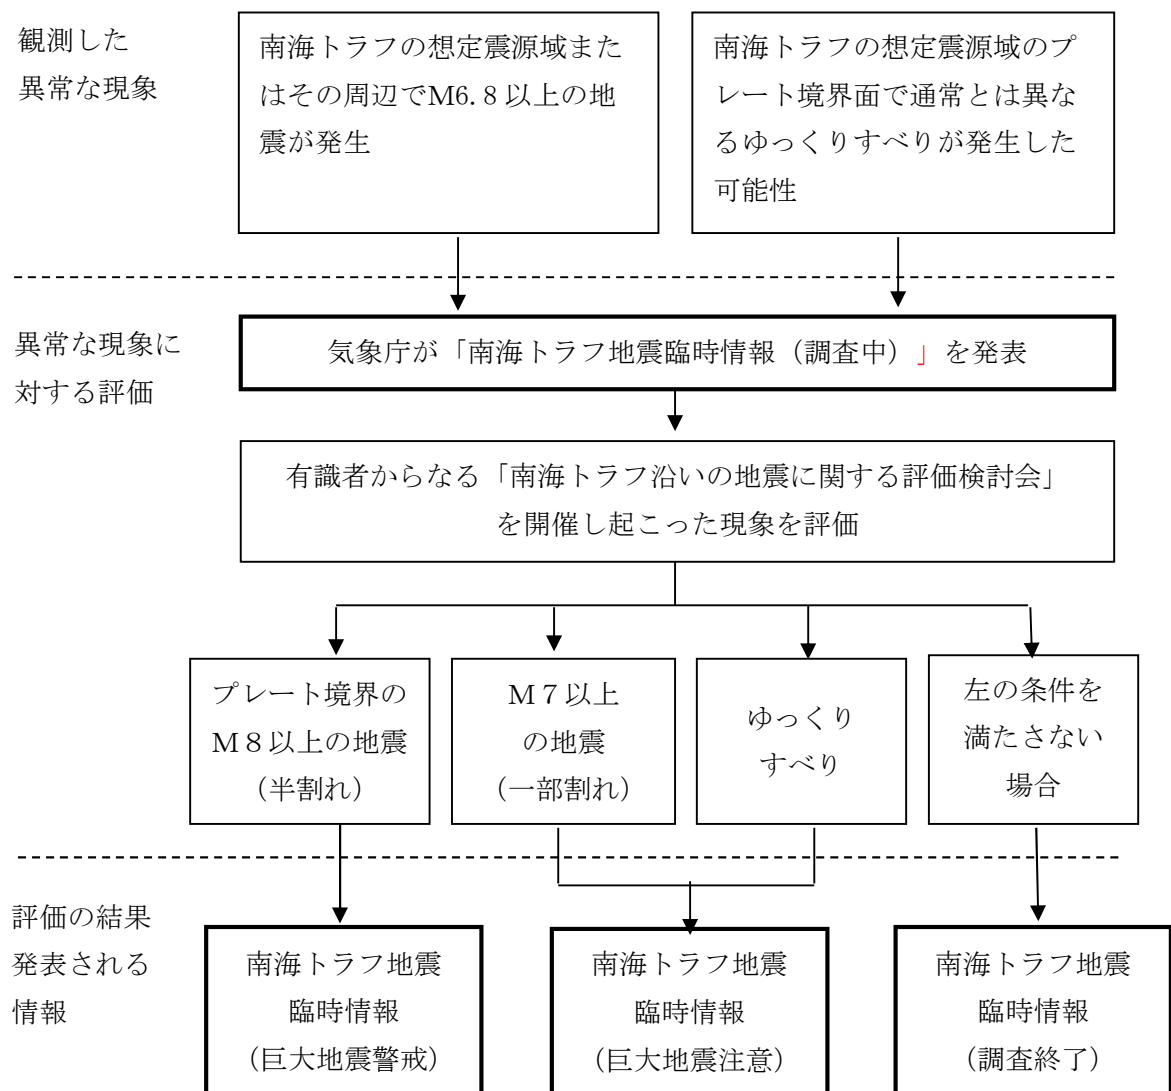 観測した
異常な現象
南海トラフの想定震源域また
はその周辺でM6.8以上の地
震が発生
南海トラフの想定震源域のプ
レート境界面で通常とは異な
るゆっくりすべりが発生した
可能性
異常な現象に
対する評価
気象庁が「南海トラフ地震臨時情報（調査中）」を発表
有識者からなる「南海トラフ沿いの地震に関する評価検討会」
を開催し起こった現象を評価
プレート境界の
M８以上の地震
（半割れ）
M７以上
の地震
（一部割れ）
ゆっくり
すべり
左の条件を
満たさない
場合
評価の結果
発表される
情報
南海トラフ地震
臨時情報
（巨大地震警戒）
南海トラフ地震
臨時情報
（巨大地震注意）
南海トラフ地震
臨時情報
（調査終了）